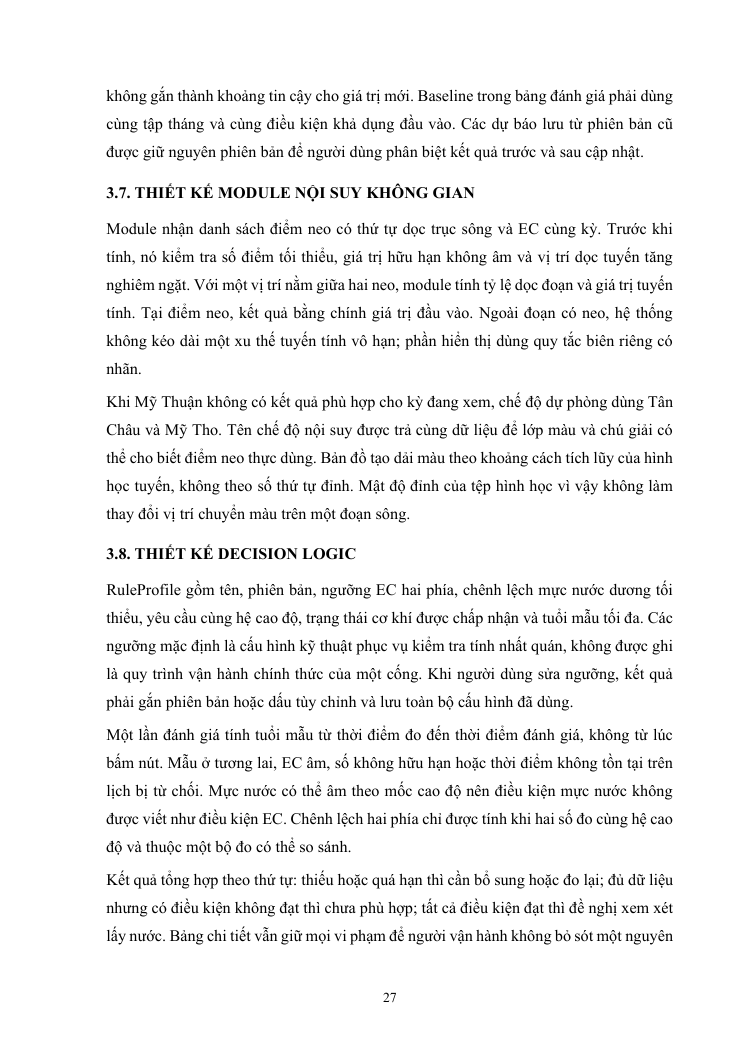 không gắn thành khoảng tin cậy cho giá trị mới. Baseline trong bảng đánh giá phải dùng
cùng tập tháng và cùng điều kiện khả dụng đầu vào. Các dự báo lưu từ phiên bản cũ
được giữ nguyên phiên bản để người dùng phân biệt kết quả trước và sau cập nhật.
3.7. THIẾT KẾ MODULE NỘI SUY KHÔNG GIAN
Module nhận danh sách điểm neo có thứ tự dọc trục sông và EC cùng kỳ. Trước khi
tính, nó kiểm tra số điểm tối thiểu, giá trị hữu hạn không âm và vị trí dọc tuyến tăng
nghiêm ngặt. Với một vị trí nằm giữa hai neo, module tính tỷ lệ dọc đoạn và giá trị tuyến
tính. Tại điểm neo, kết quả bằng chính giá trị đầu vào. Ngoài đoạn có neo, hệ thống
không kéo dài một xu thế tuyến tính vô hạn; phần hiển thị dùng quy tắc biên riêng có
nhãn.
Khi Mỹ Thuận không có kết quả phù hợp cho kỳ đang xem, chế độ dự phòng dùng Tân
Châu và Mỹ Tho. Tên chế độ nội suy được trả cùng dữ liệu để lớp màu và chú giải có
thể cho biết điểm neo thực dùng. Bản đồ tạo dải màu theo khoảng cách tích lũy của hình
học tuyến, không theo số thứ tự đỉnh. Mật độ đỉnh của tệp hình học vì vậy không làm
thay đổi vị trí chuyển màu trên một đoạn sông.
3.8. THIẾT KẾ DECISION LOGIC
RuleProfile gồm tên, phiên bản, ngưỡng EC hai phía, chênh lệch mực nước dương tối
thiểu, yêu cầu cùng hệ cao độ, trạng thái cơ khí được chấp nhận và tuổi mẫu tối đa. Các
ngưỡng mặc định là cấu hình kỹ thuật phục vụ kiểm tra tính nhất quán, không được ghi
là quy trình vận hành chính thức của một cống. Khi người dùng sửa ngưỡng, kết quả
phải gắn phiên bản hoặc dấu tùy chỉnh và lưu toàn bộ cấu hình đã dùng.
Một lần đánh giá tính tuổi mẫu từ thời điểm đo đến thời điểm đánh giá, không từ lúc
bấm nút. Mẫu ở tương lai, EC âm, số không hữu hạn hoặc thời điểm không tồn tại trên
lịch bị từ chối. Mực nước có thể âm theo mốc cao độ nên điều kiện mực nước không
được viết như điều kiện EC. Chênh lệch hai phía chỉ được tính khi hai số đo cùng hệ cao
độ và thuộc một bộ đo có thể so sánh.
Kết quả tổng hợp theo thứ tự: thiếu hoặc quá hạn thì cần bổ sung hoặc đo lại; đủ dữ liệu
nhưng có điều kiện không đạt thì chưa phù hợp; tất cả điều kiện đạt thì đề nghị xem xét
lấy nước. Bảng chi tiết vẫn giữ mọi vi phạm để người vận hành không bỏ sót một nguyên
27